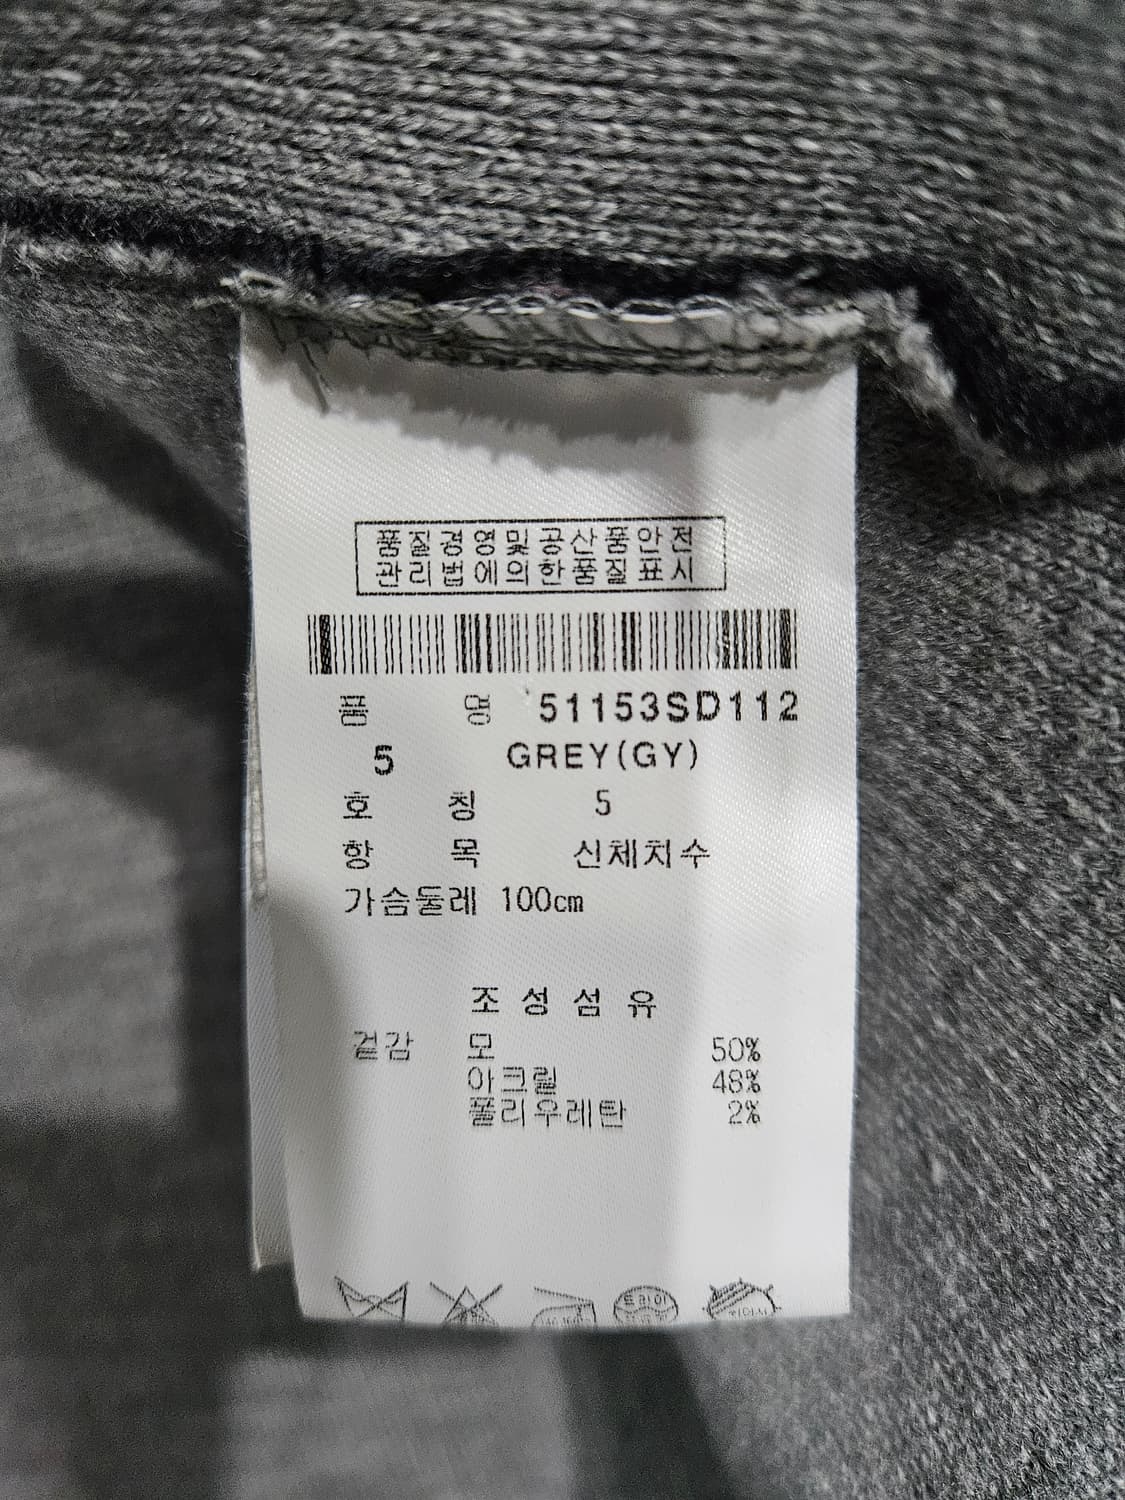 품질경영및공산품안전
관리법에의한품질표시
품 명 51153SD112
5 GREY(GY)
호 칭 5
항 목 신체치수
가슴둘레 100cm
조성섬유
겉감 모 50%
아크릴 48%
폴리우레탄 2%
드라이